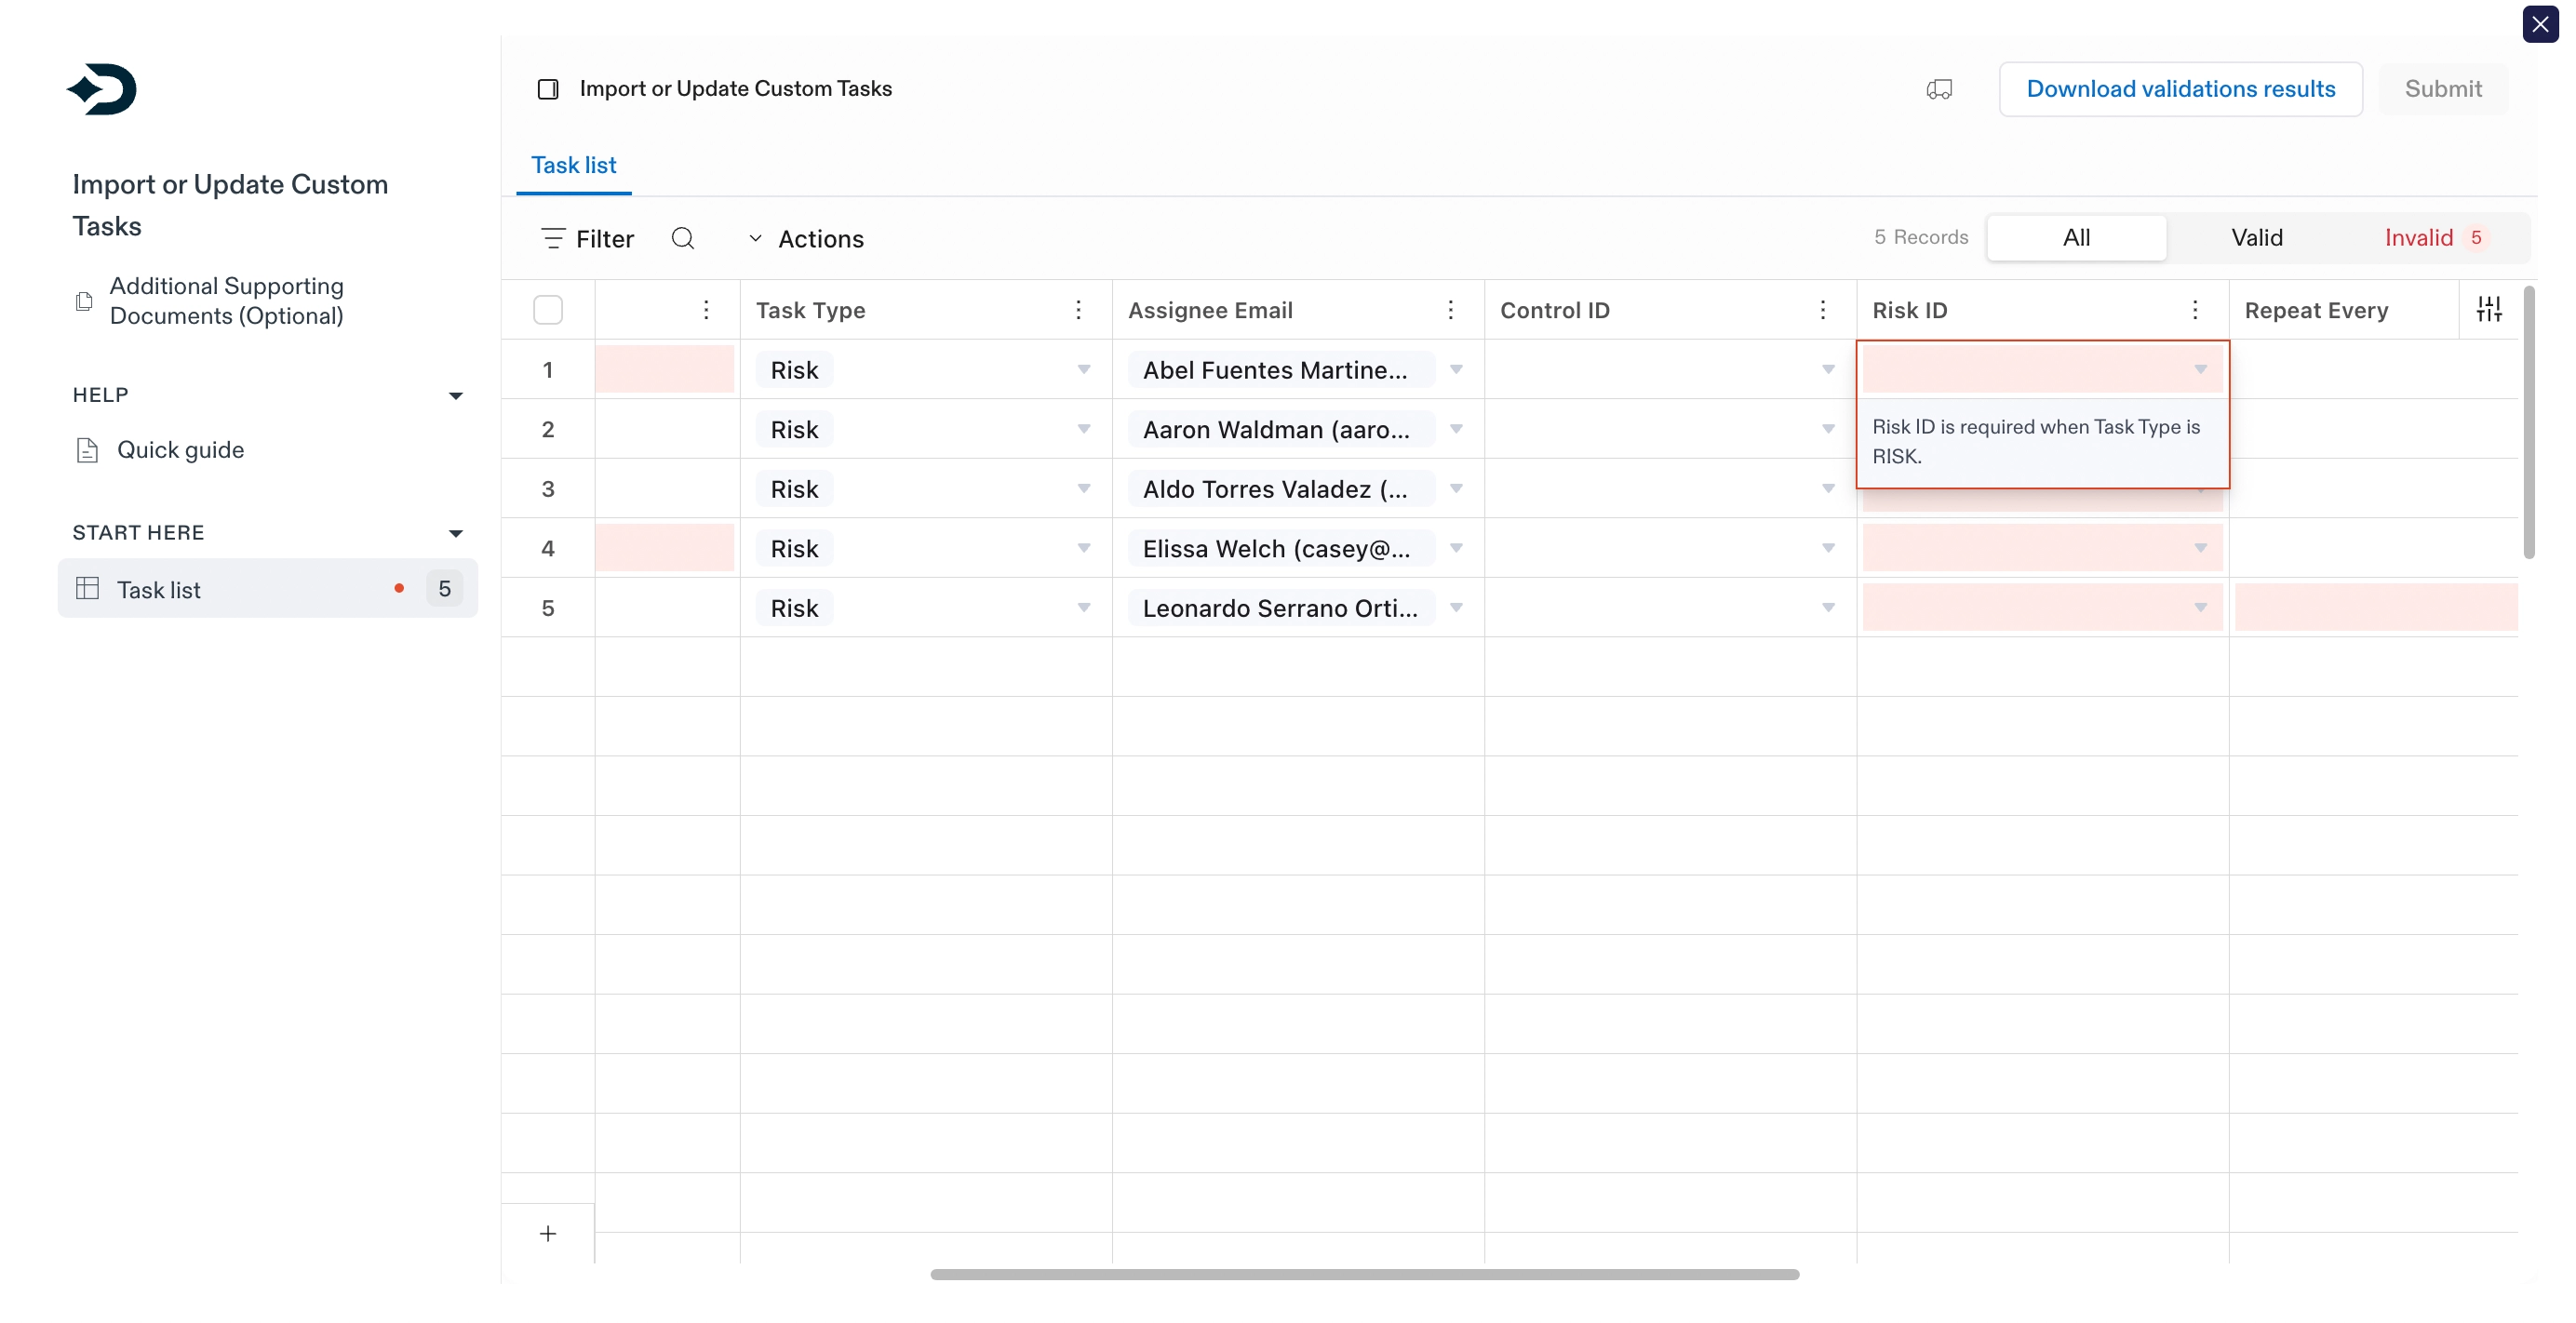 Import or Update Custom Tasks
Download validations results
Submit
Import or Update Custom
Tasks
Additional Supporting
Documents (Optional)
HELP
Quick guide
START HERE
Task list
5
Task list
Filter
Actions
5 Records
All
Valid
Invalid 5
Task Type
Assignee Email
Control ID
Risk ID
Repeat Every
1 Risk Abel Fuentes Martine...
2 Risk Aaron Waldman (aaro...
Risk ID is required when Task Type is
RISK.
3 Risk Aldo Torres Valadez (...
4 Risk Elissa Welch (casey@...
5 Risk Leonardo Serrano Orti...